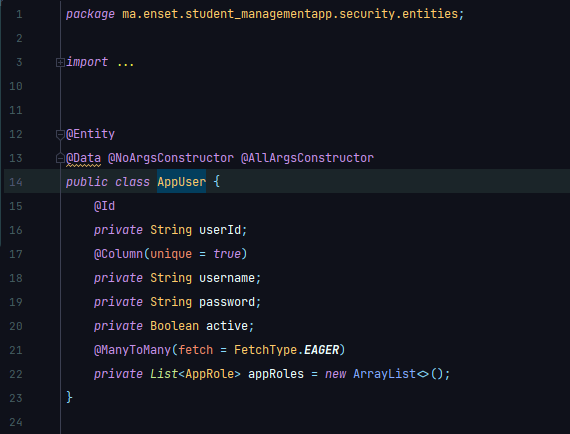 1 package ma.enset.student_managementapp.security.entities;
2
3 import ...
10
11
12 @Entity
13 @Data @NoArgsConstructor @AllArgsConstructor
14 public class AppUser {
15 @Id
16 private String userId;
17 @Column(unique = true)
18 private String username;
19 private String password;
20 private Boolean active;
21 @ManyToMany(fetch = FetchType.EAGER)
22 private List<AppRole> appRoles = new ArrayList<>();
23 }
24